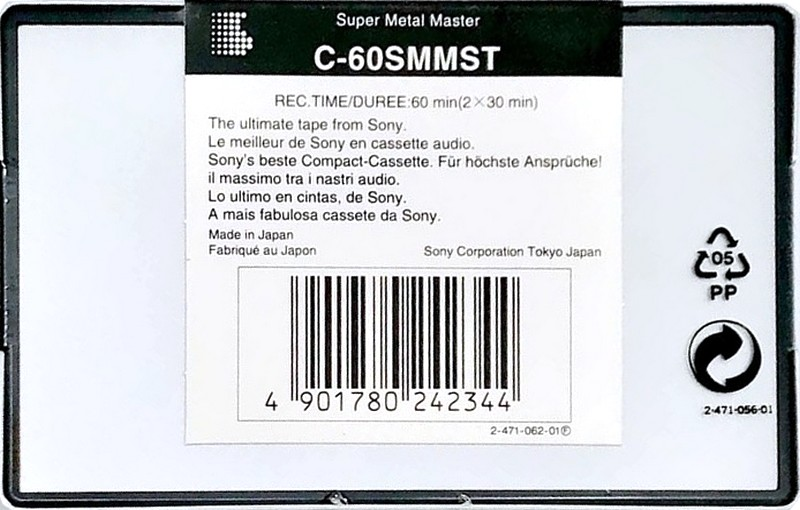 Super Metal Master
C-60SMMST
REC.TIME/DUREE:60 min(2×30 min)
The ultimate tape from Sony.
Le meilleur de Sony en cassette audio.
Sony's beste Compact-Cassette. Für höchste Ansprüche!
il massimo tra i nastri audio.
Lo ultimo en cintas, de Sony.
A mais fabulosa cassete da Sony.
Made in Japan
Fabriqué au Japon
Sony Corporation Tokyo Japan
4 901780 242344
2-471-062-01Ⓕ
05
PP
2-471-056-01